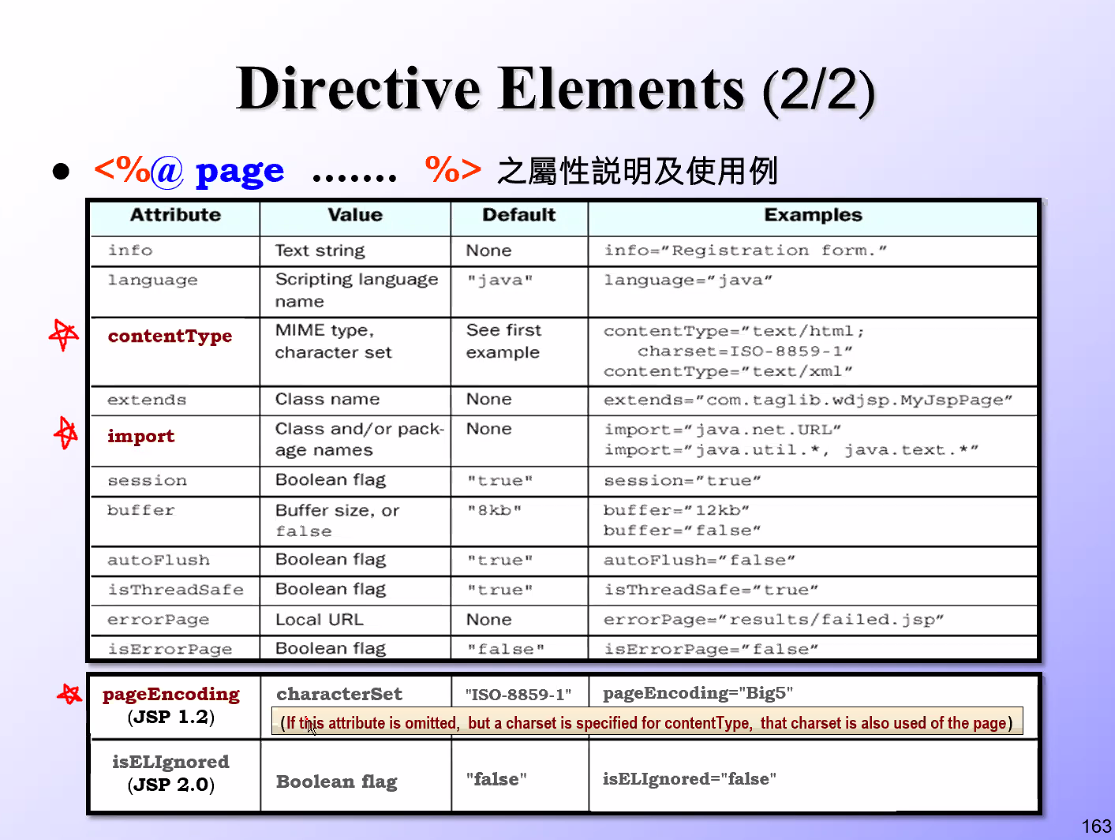 Directive Elements (2/2)
● <%@ page ……. %> 之屬性説明及使用例
Attribute Value Default Examples
info Text string None info="Registration form."
language Scripting language name "java" language="java"
contentType MIME type, character set See first example contentType="text/html;
charset=ISO-8859-1"
contentType="text/xml"
extends Class name None extends="com.taglib.wdjsp.MyJspPage"
import Class and/or pack-age names None import="java.net.URL"
import="java.util.*, java.text.*"
session Boolean flag "true" session="true"
buffer Buffer size, or false "8kb" buffer="12kb"
buffer="false"
autoFlush Boolean flag "true" autoFlush="false"
isThreadSafe Boolean flag "true" isThreadSafe="true"
errorPage Local URL None errorPage="results/failed.jsp"
isErrorPage Boolean flag "false" isErrorPage="false"
pageEncoding characterSet "ISO-8859-1" pageEncoding="Big5"
(JSP 1.2) (If this attribute is omitted, but a charset is specified for contentType, that charset is also used of the page)
isELIgnored
(JSP 2.0) Boolean flag "false" isELIgnored="false"
163